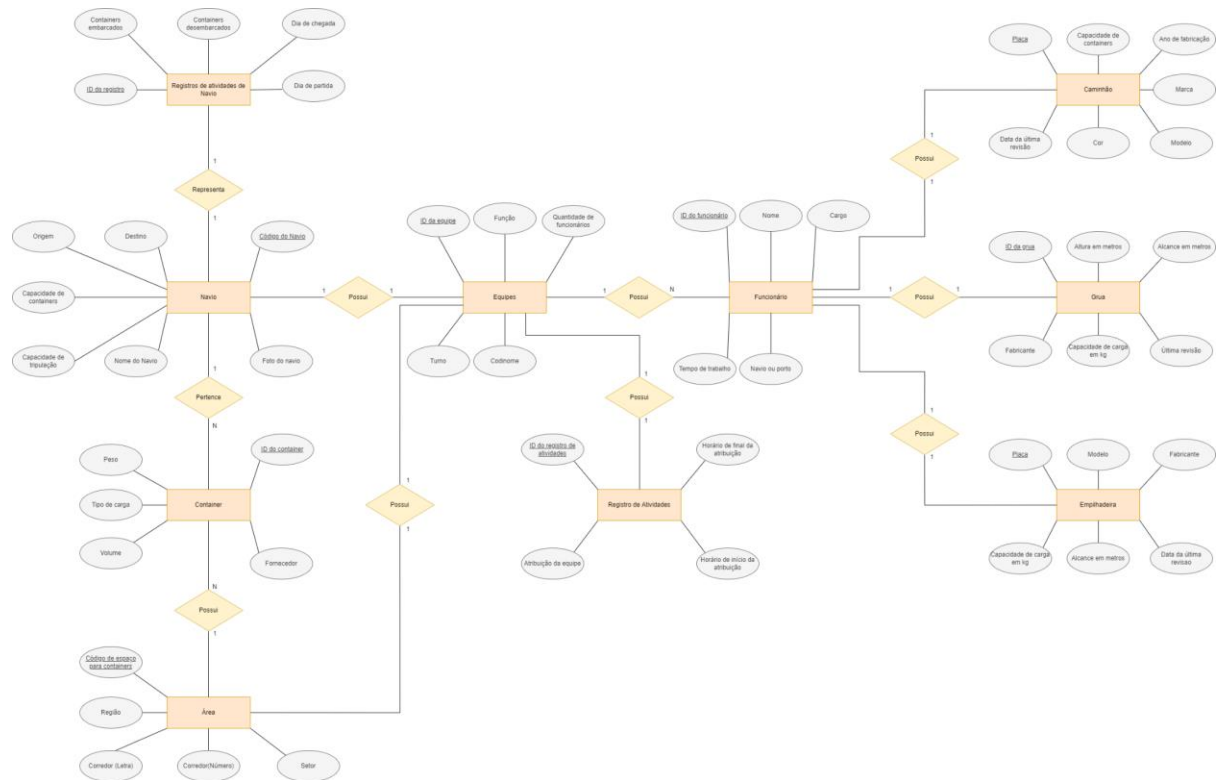 Containers
embarcados
Containers
desembarcados
Dia de chegada
ID do registro
Registros de atividades de
Navio
Dia de partida
1
Representa
1
Origem
Destino
Código do Navio
Capacidade de
containers
Navio
Capacidade de
tripulação
Nome do Navio
Foto do navio
1
Possui
1
1
Pertence
N
Peso
ID do container
Tipo de carga
Container
Volume
Fornecedor
N
Possui
1
Código de espaço
para containers
Região
Área
Corredor (Letra)
Corredor(Número)
Setor
1
Possui
1
ID da equipe
Função
Quantidade de
funcionários
Equipes
Turno
Codinome
1
Possui
N
1
Possui
1
ID do registro de
atividades
Horário de final da
atribuição
Registro de Atividades
Atribuição da equipe
Horário de início da
atribuição
ID do funcionário
Nome
Cargo
Funcionário
Tempo de trabalho
Navio ou porto
1
Possui
1
Placa
Capacidade de
containers
Ano de fabricação
Caminhão
Marca
Data da última
revisão
Cor
Modelo
1
Possui
1
ID da grua
Altura em metros
Alcance em metros
Grua
Fabricante
Capacidade de carga
em kg
Última revisão
1
Possui
1
Placa
Modelo
Fabricante
Empilhadeira
Capacidade de carga
em kg
Alcance em metros
Data da última
revisao